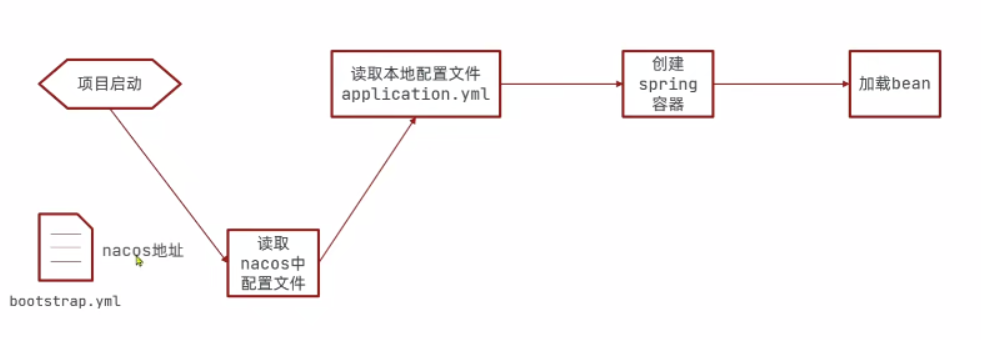 项目启动
读取本地配置文件
application.yml
创建
spring
容器
加载bean
nacos地址
bootstrap.yml
读取
nacos中
配置文件